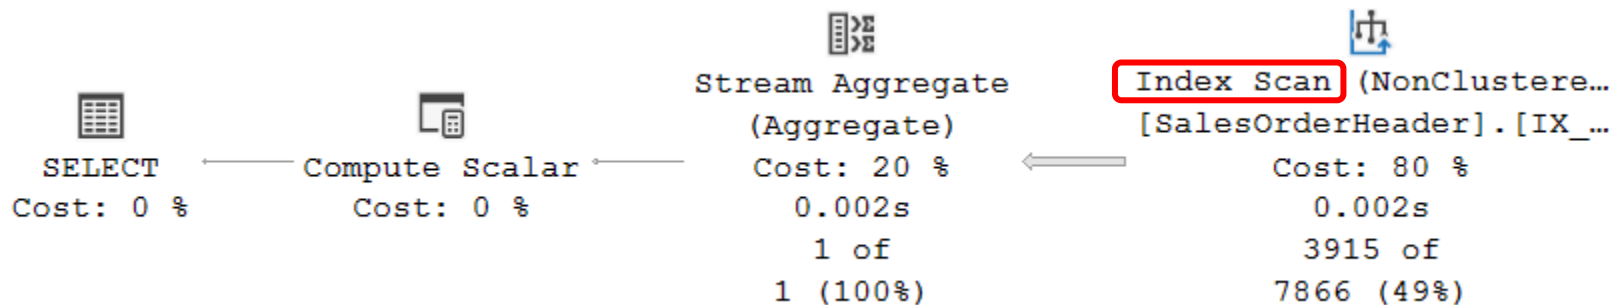 SELECT
Cost: 0 %
Compute Scalar
Cost: 0 %
Stream Aggregate
(Aggregate)
Cost: 20 %
0.002s
1 of
1 (100%)
Index Scan (NonClustere…
[SalesOrderHeader].[IX_…
Cost: 80 %
0.002s
3915 of
7866 (49%)